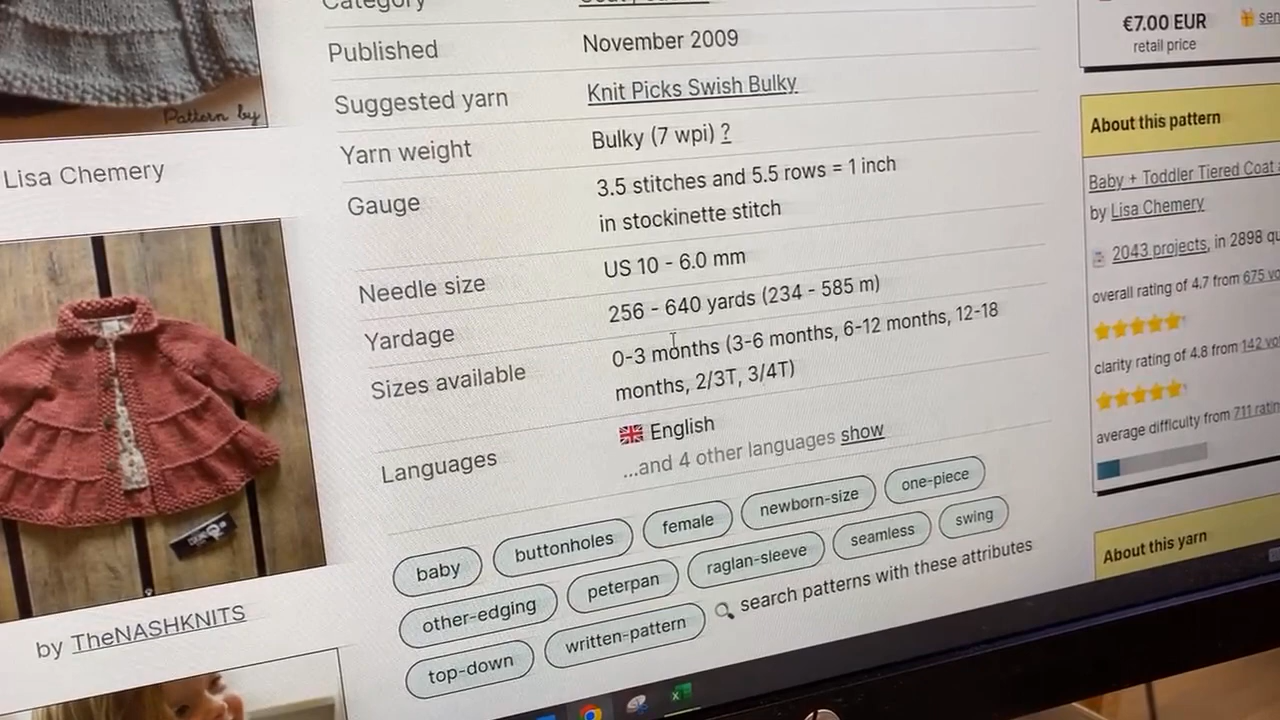 Category
Published
November 2009
Suggested yarn
Knit Picks Swish Bulky
Yarn weight
Bulky (7 wpi) ?
Gauge
3.5 stitches and 5.5 rows = 1 inch
in stockinette stitch
Needle size
US 10 - 6.0 mm
Yardage
256 - 640 yards (234 - 585 m)
Sizes available
0-3 months (3-6 months, 6-12 months, 12-18
months, 2/3T, 3/4T)
Languages
English
...and 4 other languages show
baby
buttonholes
female
newborn-size
one-piece
other-edging
peterpan
raglan-sleeve
seamless
swing
top-down
written-pattern
search patterns with these attributes
Pattern by
Lisa Chemery
by TheNASHKNITS
€7.00 EUR
retail price
About this pattern
Baby + Toddler Tiered Coat
by Lisa Chemery
2043 projects, in 2898
overall rating of 4.7 from 675
clarity rating of 4.8 from 142
average difficulty from 711
About this yarn